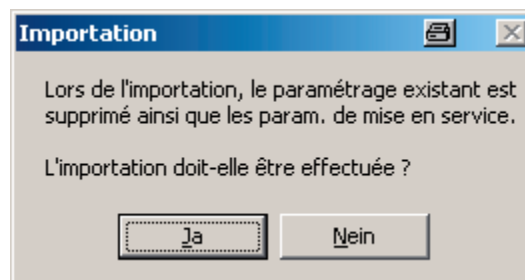 Importation
Lors de l'importation, le paramétrage existant est
supprimé ainsi que les param. de mise en service.
L'importation doit-elle être effectuée ?
Ja
Nein